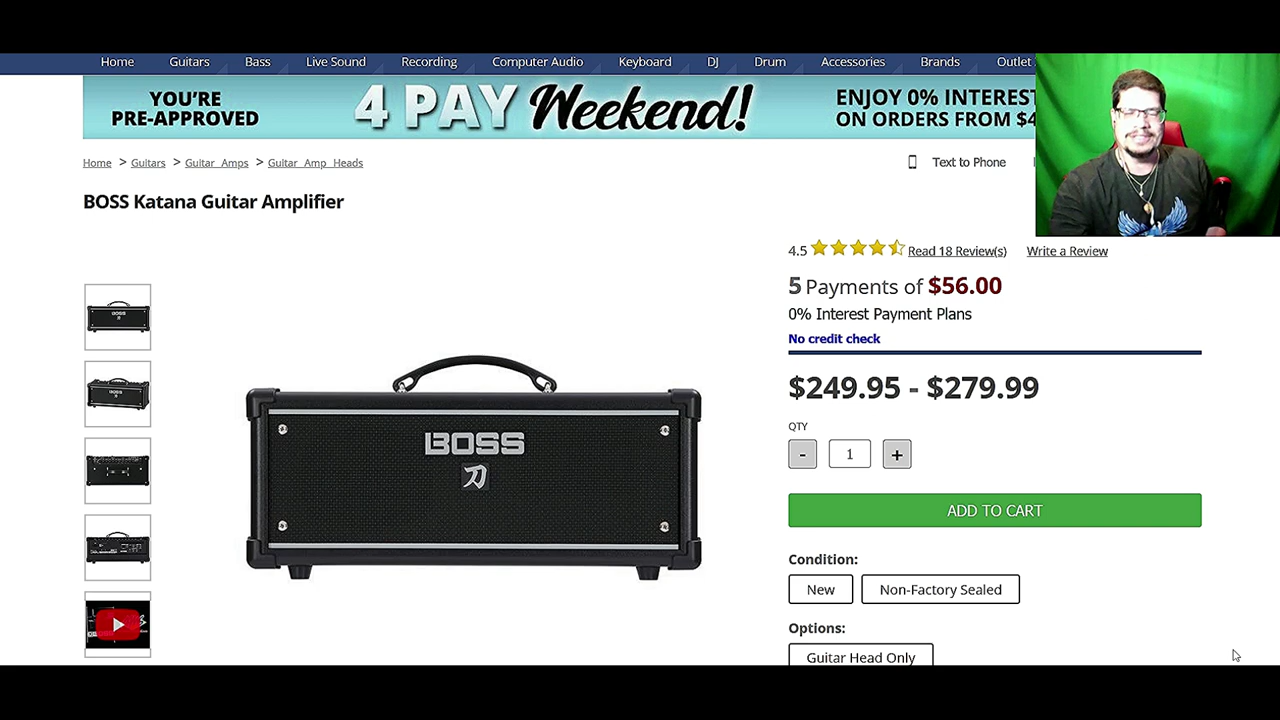 Home Guitars Bass Live Sound Recording Computer Audio Keyboard DJ Drum Accessories Brands Outlet
YOU'RE
PRE-APPROVED
4 PAY Weekend!
ENJOY 0% INTEREST
ON ORDERS FROM $4
Home > Guitars > Guitar Amps > Guitar Amp Heads
Text to Phone
BOSS Katana Guitar Amplifier
4.5 Read 18 Review(s) Write a Review
5 Payments of $56.00
0% Interest Payment Plans
No credit check
$249.95 - $279.99
QTY
- 1 +
BOSS
刀
ADD TO CART
Condition:
New Non-Factory Sealed
Options:
Guitar Head Only